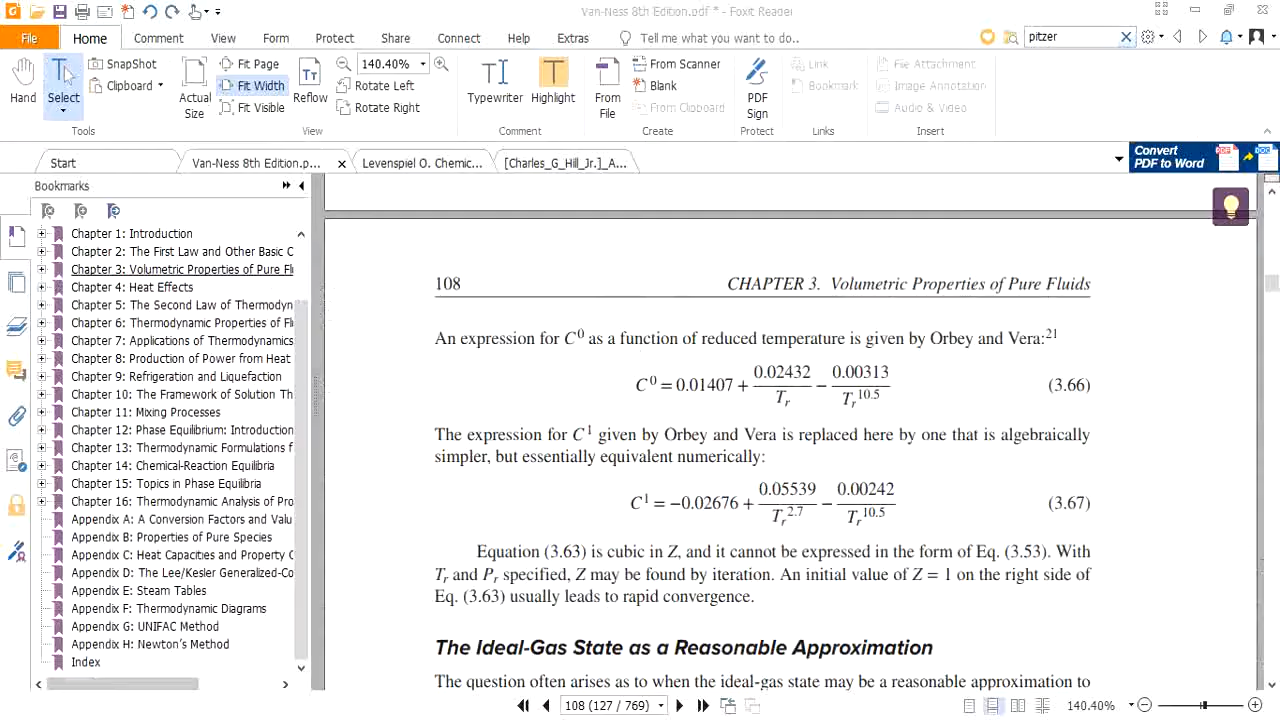 Van-Ness 8th Edition.pdf * - Foxit Reader
File Home Comment View Form Protect Share Connect Help Extras Tell me what you want to do.. pitzer
Hand
Select
SnapShot
Clipboard
Tools
Actual Size
Fit Page
Fit Width
Fit Visible
Reflow
140.40%
Rotate Left
Rotate Right
View
Typewriter
Highlight
Comment
From File
From Scanner
Blank
From Clipboard
Create
PDF Sign
Protect
Link
Bookmark
Links
File Attachment
Image Annotation
Audio & Video
Insert
Start Van-Ness 8th Edition.p... Levenspiel O. Chemic... [Charles_G_Hill_Jr.]_A...
Convert
PDF to Word
PDF DOC
Bookmarks
Chapter 1: Introduction
Chapter 2: The First Law and Other Basic C
Chapter 3: Volumetric Properties of Pure Fl
Chapter 4: Heat Effects
Chapter 5: The Second Law of Thermodyn
Chapter 6: Thermodynamic Properties of Fl
Chapter 7: Applications of Thermodynamics
Chapter 8: Production of Power from Heat
Chapter 9: Refrigeration and Liquefaction
Chapter 10: The Framework of Solution Th
Chapter 11: Mixing Processes
Chapter 12: Phase Equilibrium: Introduction
Chapter 13: Thermodynamic Formulations f
Chapter 14: Chemical-Reaction Equilibria
Chapter 15: Topics in Phase Equilibria
Chapter 16: Thermodynamic Analysis of Pro
Appendix A: A Conversion Factors and Valu
Appendix B: Properties of Pure Species
Appendix C: Heat Capacities and Property C
Appendix D: The Lee/Kesler Generalized-Co
Appendix E: Steam Tables
Appendix F: Thermodynamic Diagrams
Appendix G: UNIFAC Method
Appendix H: Newton's Method
Index
108 CHAPTER 3. Volumetric Properties of Pure Fluids
An expression for C⁰ as a function of reduced temperature is given by Orbey and Vera:²¹
C⁰ = 0.01407 + 0.02432/T_r − 0.00313/T_r^10.5 (3.66)
The expression for C¹ given by Orbey and Vera is replaced here by one that is algebraically
simpler, but essentially equivalent numerically:
C¹ = −0.02676 + 0.05539/T_r^2.7 − 0.00242/T_r^10.5 (3.67)
Equation (3.63) is cubic in Z, and it cannot be expressed in the form of Eq. (3.53). With
T_r and P_r specified, Z may be found by iteration. An initial value of Z = 1 on the right side of
Eq. (3.63) usually leads to rapid convergence.
The Ideal-Gas State as a Reasonable Approximation
The question often arises as to when the ideal-gas state may be a reasonable approximation to
108 (127 / 769) 140.40%